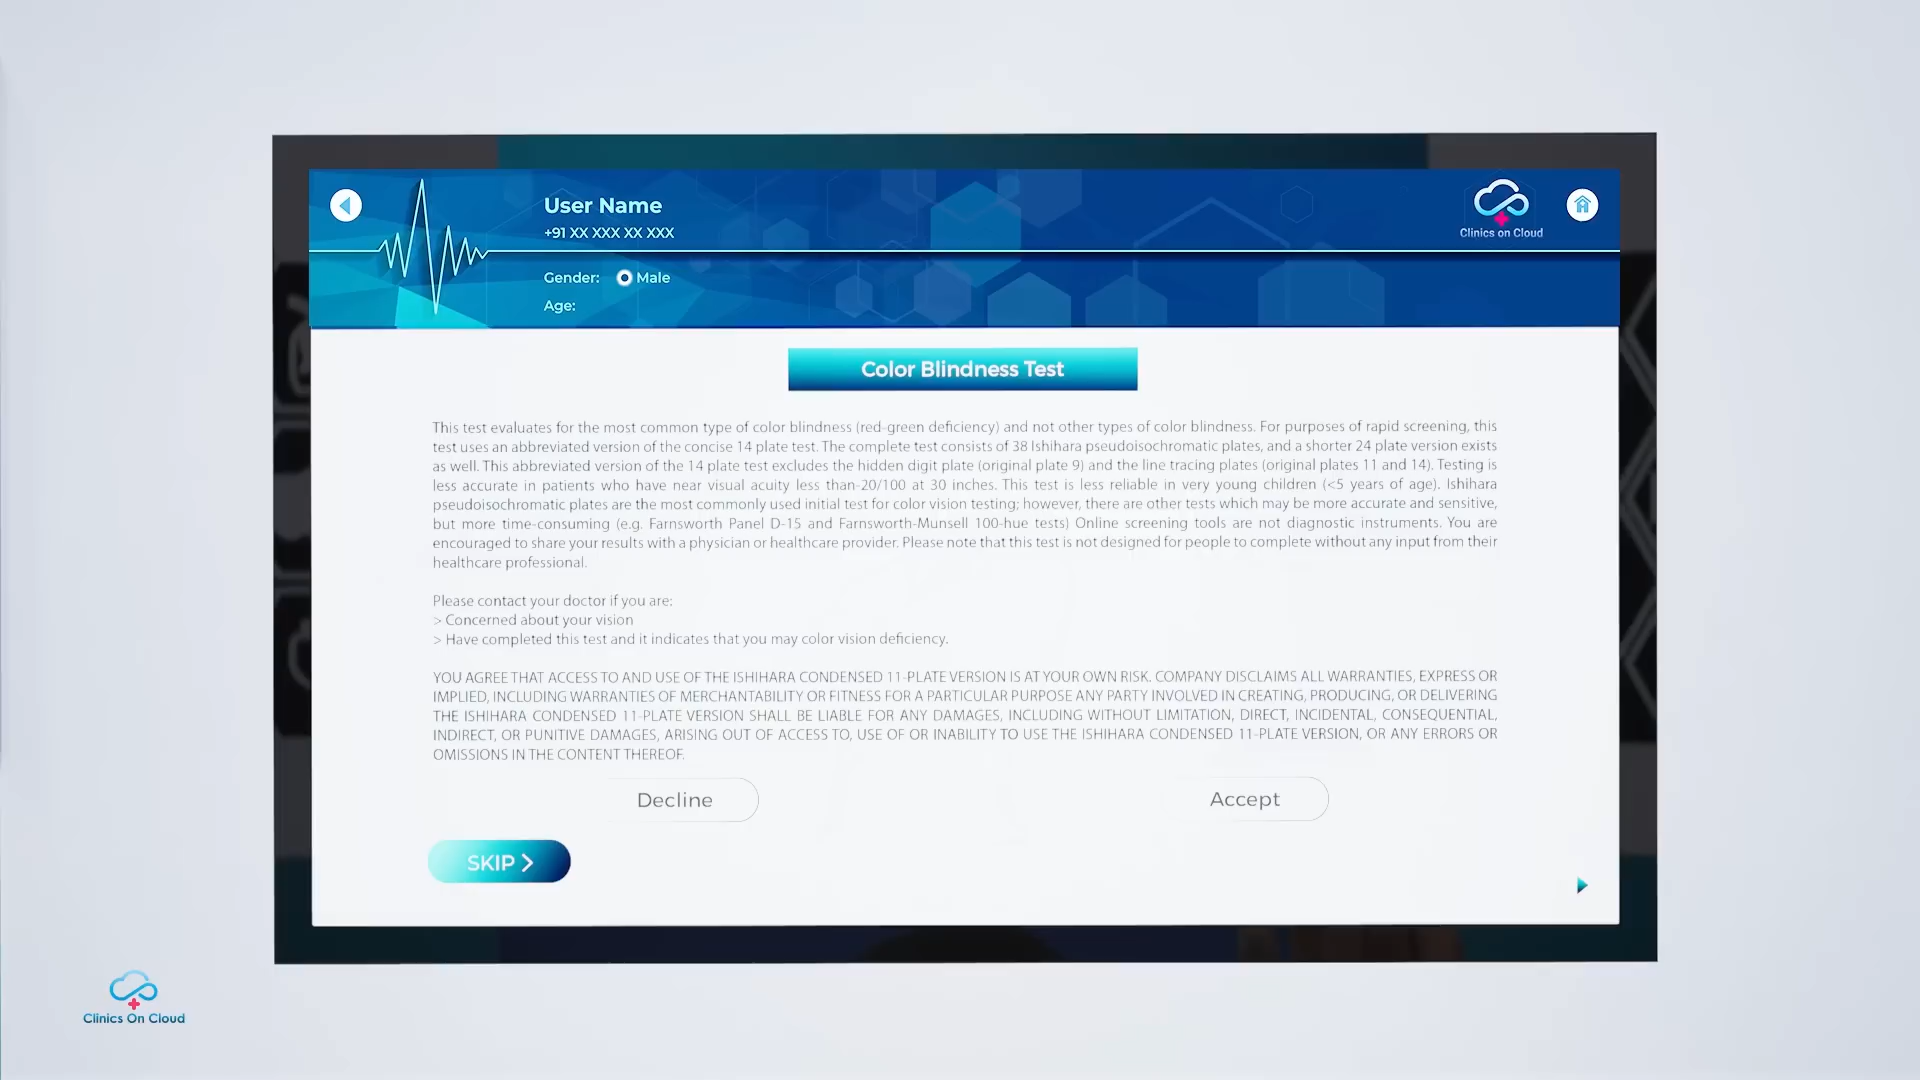 User Name
+91 XX XXX XX XXX
Clinics on Cloud
Gender: Male
Age:
Color Blindness Test
This test evaluates for the most common type of color blindness (red-green deficiency) and not other types of color blindness. For purposes of rapid screening, this
test uses an abbreviated version of the concise 14 plate test. The complete test consists of 38 Ishihara pseudoisochromatic plates, and a shorter 24 plate version exists
as well. This abbreviated version of the 14 plate test excludes the hidden digit plate (original plate 9) and the line tracing plates (original plates 11 and 14). Testing is
less accurate in patients who have near visual acuity less than-20/100 at 30 inches. This test is less reliable in very young children (<5 years of age). Ishihara
pseudoisochromatic plates are the most commonly used initial test for color vision testing; however, there are other tests which may be more accurate and sensitive,
but more time-consuming (e.g. Farnsworth Panel D-15 and Farnsworth-Munsell 100-hue tests) Online screening tools are not diagnostic instruments. You are
encouraged to share your results with a physician or healthcare provider. Please note that this test is not designed for people to complete without any input from their
healthcare professional.
Please contact your doctor if you are:
> Concerned about your vision
> Have completed this test and it indicates that you may color vision deficiency.
YOU AGREE THAT ACCESS TO AND USE OF THE ISHIHARA CONDENSED 11-PLATE VERSION IS AT YOUR OWN RISK. COMPANY DISCLAIMS ALL WARRANTIES, EXPRESS OR
IMPLIED, INCLUDING WARRANTIES OF MERCHANTABILITY OR FITNESS FOR A PARTICULAR PURPOSE ANY PARTY INVOLVED IN CREATING, PRODUCING, OR DELIVERING
THE ISHIHARA CONDENSED 11-PLATE VERSION SHALL BE LIABLE FOR ANY DAMAGES, INCLUDING WITHOUT LIMITATION, DIRECT, INCIDENTAL, CONSEQUENTIAL,
INDIRECT, OR PUNITIVE DAMAGES, ARISING OUT OF ACCESS TO, USE OF OR INABILITY TO USE THE ISHIHARA CONDENSED 11-PLATE VERSION, OR ANY ERRORS OR
OMISSIONS IN THE CONTENT THEREOF.
Decline
Accept
SKIP >
Clinics On Cloud